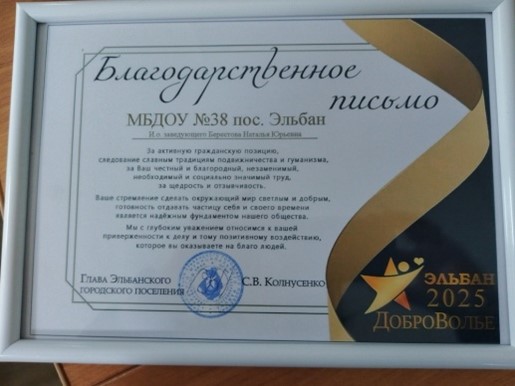 Благодарственное
письмо
МБДОУ №38 пос. Эльбан
И.о. заведующего Беректова Наталья Юрьевна
За активную гражданскую позицию,
следование славным традициям подвижничества и гуманизма,
за Ваш честный и благородный, незаменимый,
необходимый и социально значимый труд,
за щедрость и отзывчивость.
Ваше стремление сделать окружающий мир светлым и добрым,
готовность отдавать частицу себя и своего времени
является надёжным фундаментом нашего общества.
Мы с глубоким уважением относимся к вашей
приверженности к делу и тому позитивному воздействию,
которое вы оказываете на благо людей.
Глава Эльбанского
городского поселения
С.В. Колнусенко
ЭЛЬБАН
2025
ДоброВолье